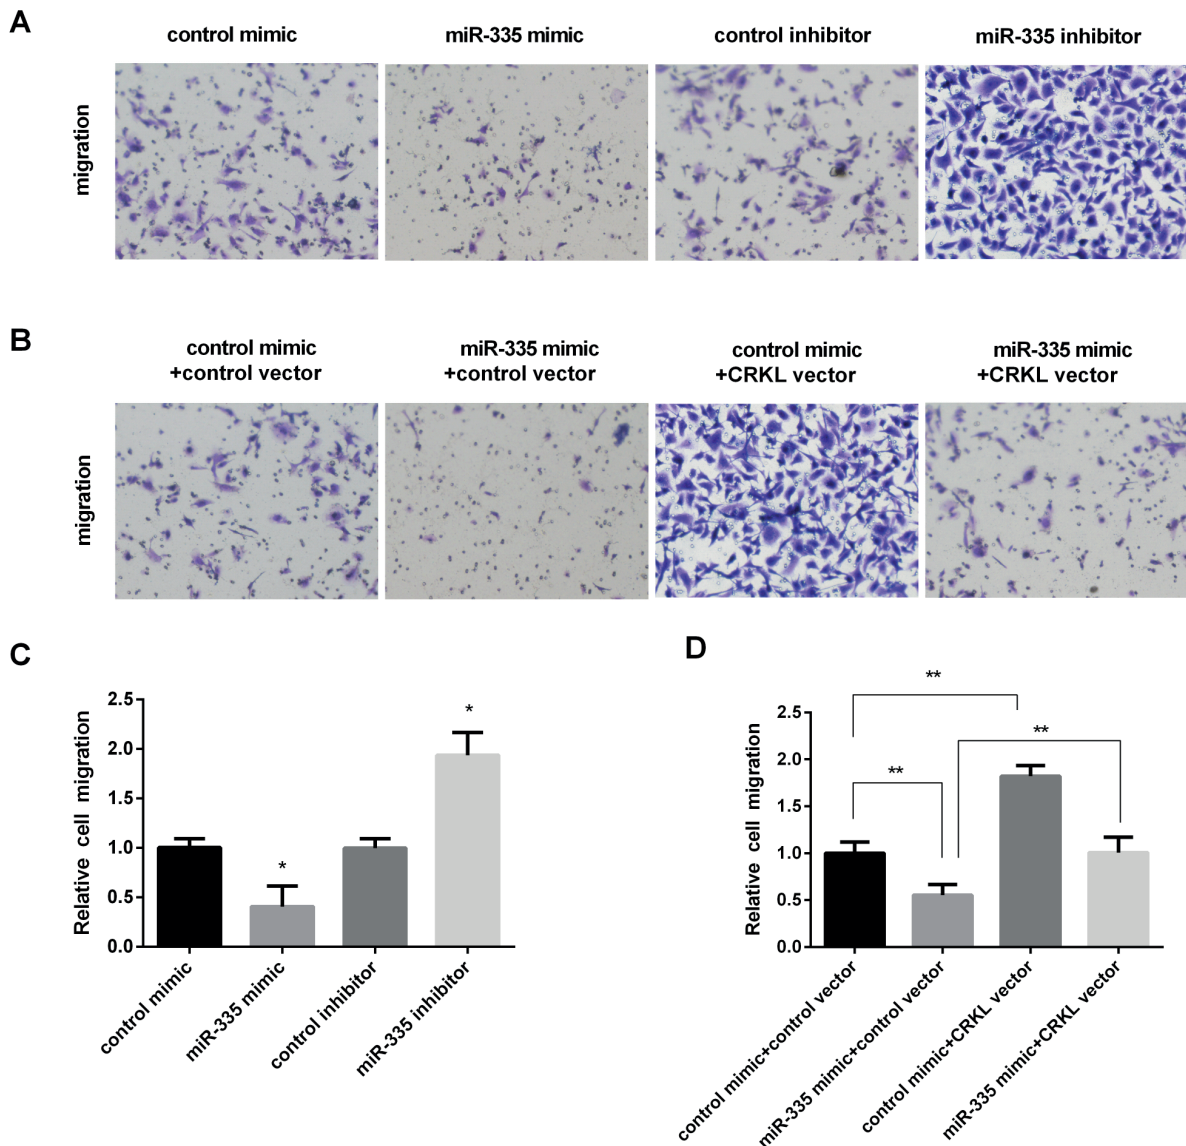 A
control mimic
miR-335 mimic
control inhibitor
miR-335 inhibitor
migration
B
control mimic
+control vector
miR-335 mimic
+control vector
control mimic
+CRKL vector
miR-335 mimic
+CRKL vector
migration
C
Relative cell migration
2.5
2.0
1.5
1.0
0.5
0.0
*
*
control mimic
miR-335 mimic
control inhibitor
miR-335 inhibitor
D
Relative cell migration
2.5
2.0
1.5
1.0
0.5
0.0
**
**
**
control mimic+control vector
miR-335 mimic+control vector
control mimic+CRKL vector
miR-335 mimic+CRKL vector